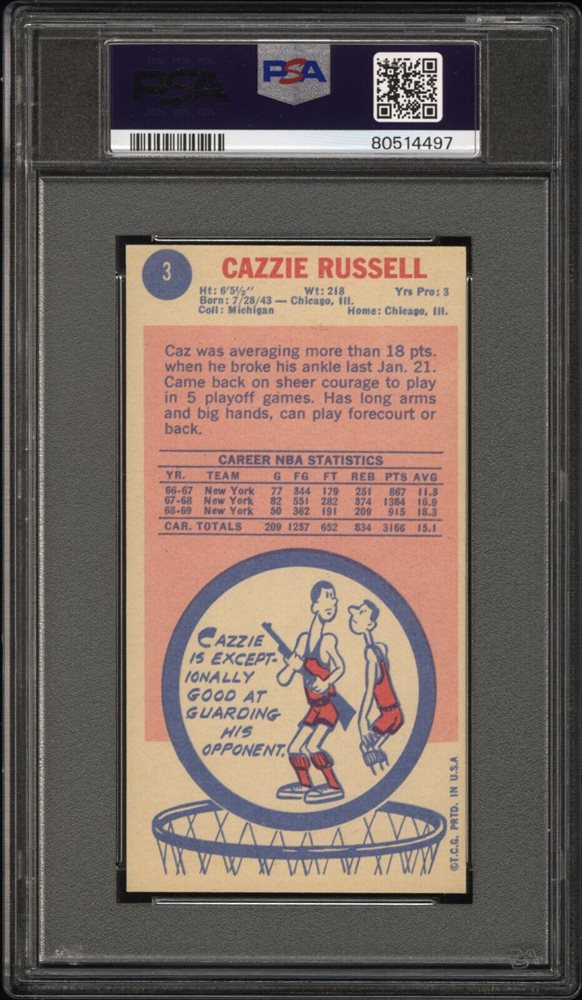 PSA
PSA
80514497
3
CAZZIE RUSSELL
Ht: 6'5½" Wt: 218 Yrs Pro: 3
Born: 7/28/43 — Chicago, Ill.
Coll: Michigan Home: Chicago, Ill.
Caz was averaging more than 18 pts.
when he broke his ankle last Jan. 21.
Came back on sheer courage to play
in 5 playoff games. Has long arms
and big hands, can play forecourt or
back.
CAREER NBA STATISTICS
YR. TEAM G FG FT REB PTS AVG
66-67 New York 77 344 179 251 867 11.3
67-68 New York 82 551 282 374 1384 16.9
68-69 New York 50 362 191 209 915 18.3
CAR. TOTALS 209 1257 652 834 3166 15.1
CAZZIE
IS EXCEPT-
IONALLY
GOOD AT
GUARDING
HIS
OPPONENT.
©T.C.G. PRTD. IN U.S.A